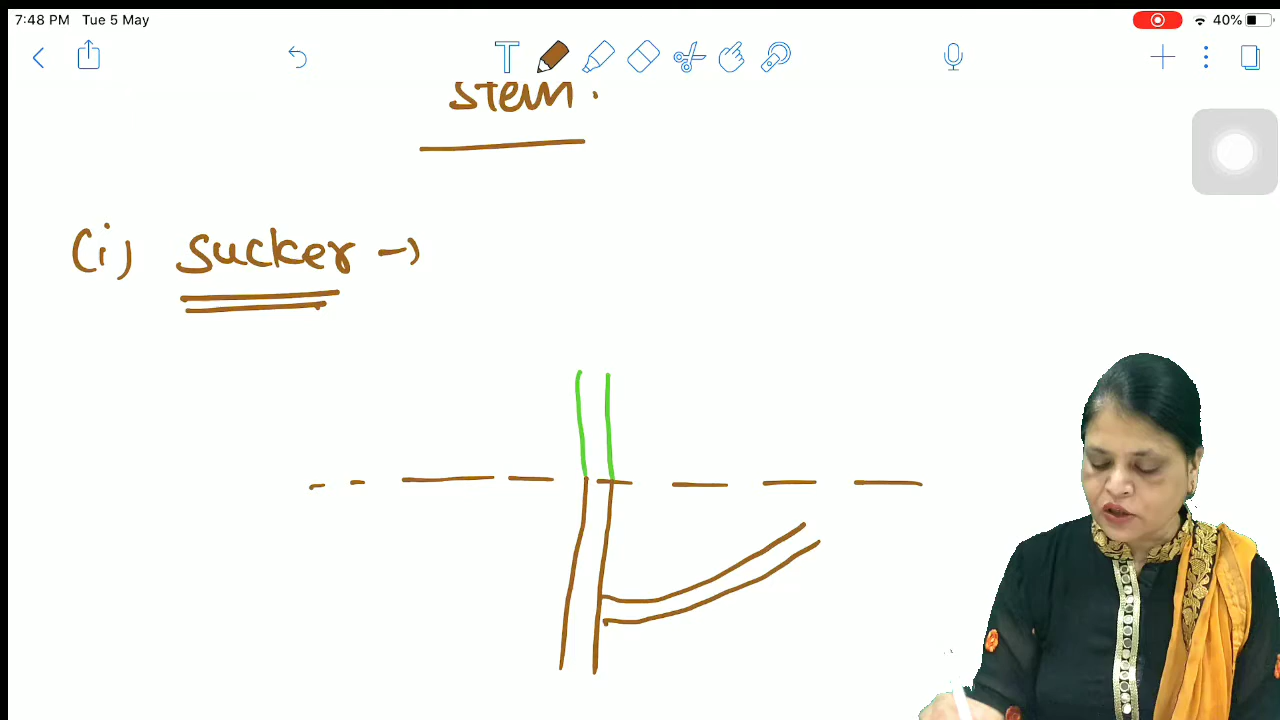 7:48 PM Tue 5 May
40%
T
stem.
(i) sucker →